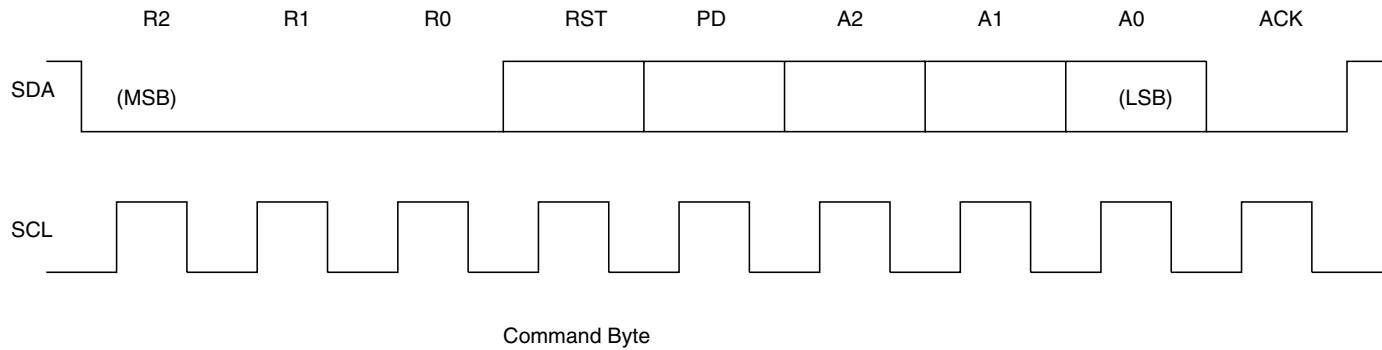 R2 R1 R0 RST PD A2 A1 A0 ACK
SDA (MSB) (LSB)
SCL
Command Byte